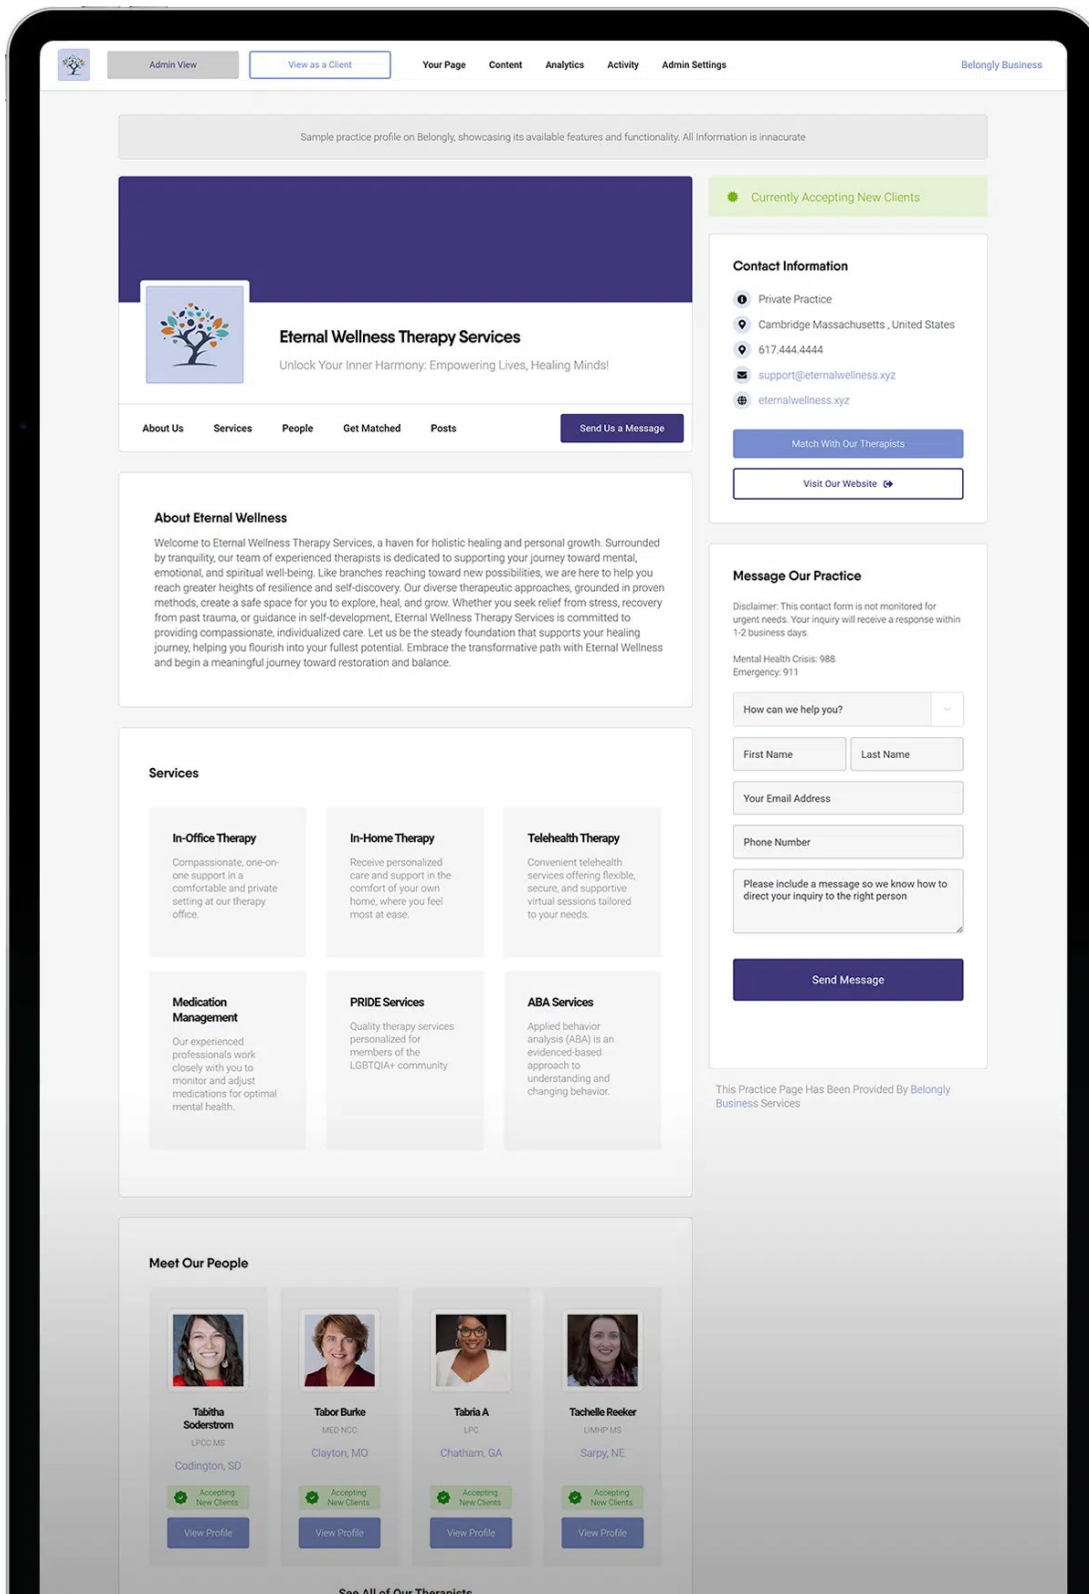 Admin View
View as a Client
Your Page
Content
Analytics
Activity
Admin Settings
Belongly Business
Sample practice profile on Belongly, showcasing its available features and functionality. All Information is innacurate
Eternal Wellness Therapy Services
Unlock Your Inner Harmony: Empowering Lives, Healing Minds!
About Us
Services
People
Get Matched
Posts
Send Us a Message
About Eternal Wellness
Welcome to Eternal Wellness Therapy Services, a haven for holistic healing and personal growth. Surrounded
by tranquility, our team of experienced therapists is dedicated to supporting your journey toward mental,
emotional, and spiritual well-being. Like branches reaching toward new possibilities, we are here to help you
reach greater heights of resilience and self-discovery. Our diverse therapeutic approaches, grounded in proven
methods, create a safe space for you to explore, heal, and grow. Whether you seek relief from stress, recovery
from past trauma, or guidance in self-development, Eternal Wellness Therapy Services is committed to
providing compassionate, individualized care. Let us be the steady foundation that supports your healing
journey, helping you flourish into your fullest potential. Embrace the transformative path with Eternal Wellness
and begin a meaningful journey toward restoration and balance.
Services
In-Office Therapy
Compassionate, one-on-
one support in a
comfortable and private
setting at our therapy
office.
In-Home Therapy
Receive personalized
care and support in the
comfort of your own
home, where you feel
most at ease.
Telehealth Therapy
Convenient telehealth
services offering flexible,
secure, and supportive
virtual sessions tailored
to your needs.
Medication
Management
Our experienced
professionals work
closely with you to
monitor and adjust
medications for optimal
mental health.
PRIDE Services
Quality therapy services
personalized for
members of the
LGBTQIA+ community
ABA Services
Applied behavior
analysis (ABA) is an
evidenced-based
approach to
understanding and
changing behavior.
Meet Our People
Tabitha
Soderstrom
LPCC MS
Codington, SD
Accepting
New Clients
View Profile
Tabor Burke
MED NCC
Clayton, MO
Accepting
New Clients
View Profile
Tabria A
LPC
Chatham, GA
Accepting
New Clients
View Profile
Tachelle Reeker
LIMHP MS
Sarpy, NE
Accepting
New Clients
View Profile
See All of Our Therapists
Currently Accepting New Clients
Contact Information
Private Practice
Cambridge Massachusetts , United States
617.444.4444
support@eternalwellness.xyz
eternalwellness.xyz
Match With Our Therapists
Visit Our Website
Message Our Practice
Disclaimer: This contact form is not monitored for
urgent needs. Your inquiry will receive a response within
1-2 business days.
Mental Health Crisis: 988
Emergency: 911
How can we help you?
First Name
Last Name
Your Email Address
Phone Number
Please include a message so we know how to
direct your inquiry to the right person
Send Message
This Practice Page Has Been Provided By Belongly
Business Services